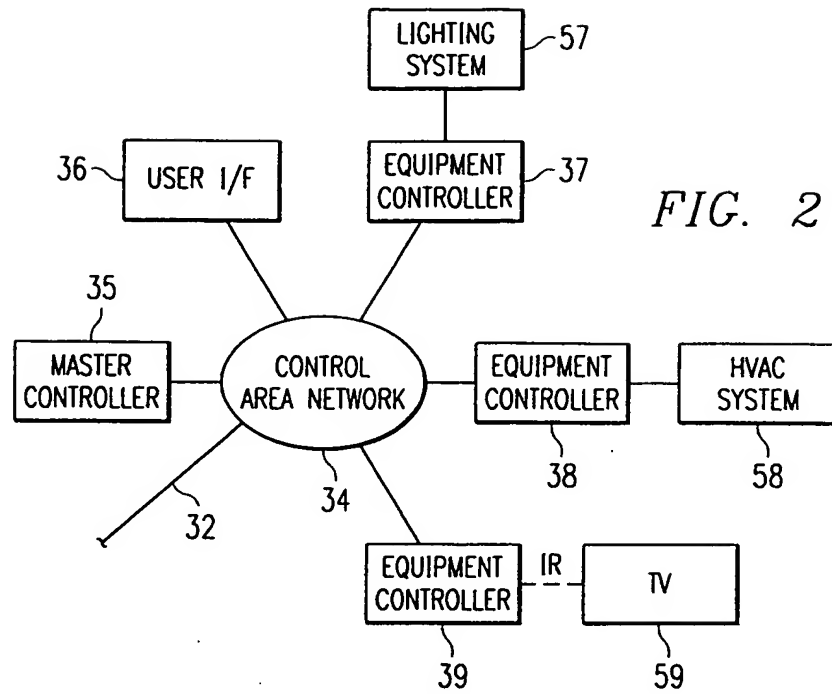 LIGHTING
SYSTEM
57
36
USER I/F
EQUIPMENT
CONTROLLER
37
FIG. 2
35
MASTER
CONTROLLER
CONTROL
AREA NETWORK
EQUIPMENT
CONTROLLER
HVAC
SYSTEM
34
38
58
32
EQUIPMENT
CONTROLLER
IR
TV
39
59